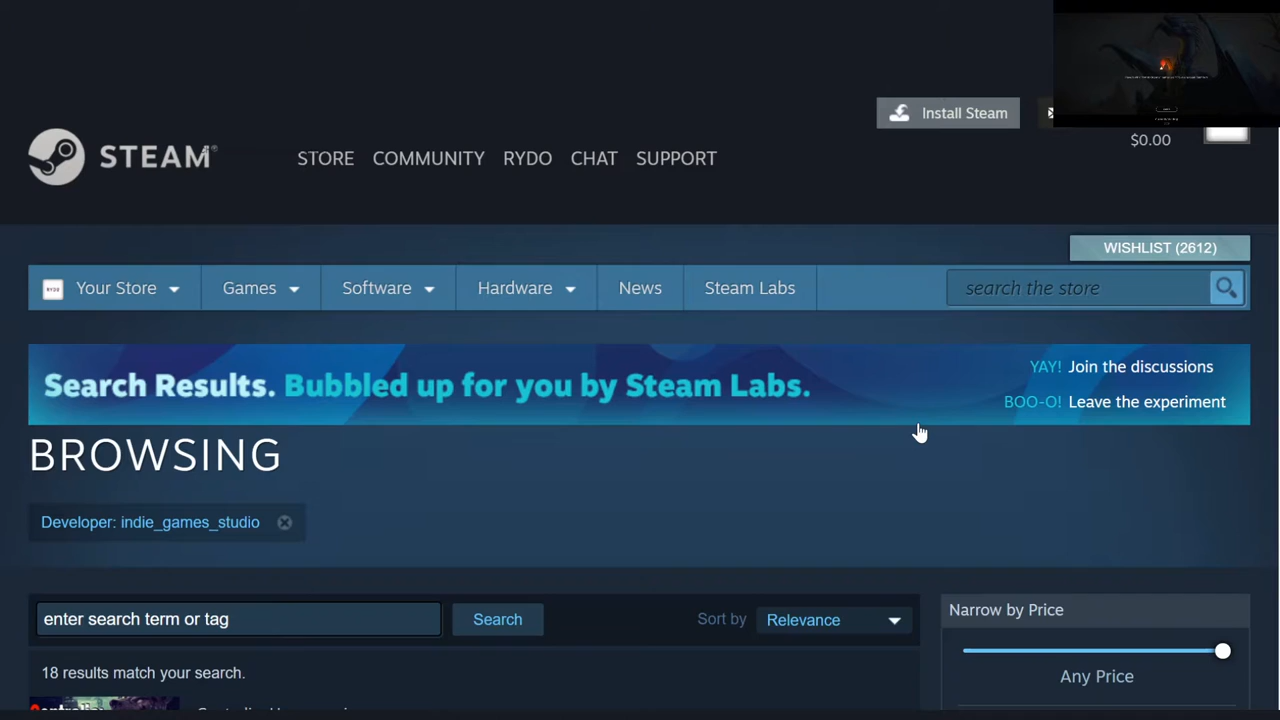 Install Steam
$0.00
STEAM®
STORE COMMUNITY RYDO CHAT SUPPORT
WISHLIST (2612)
Your Store Games Software Hardware News Steam Labs search the store
Search Results. Bubbled up for you by Steam Labs.
YAY! Join the discussions
BOO-O! Leave the experiment
BROWSING
Developer: indie_games_studio
enter search term or tag Search Sort by Relevance
Narrow by Price
Any Price
18 results match your search.